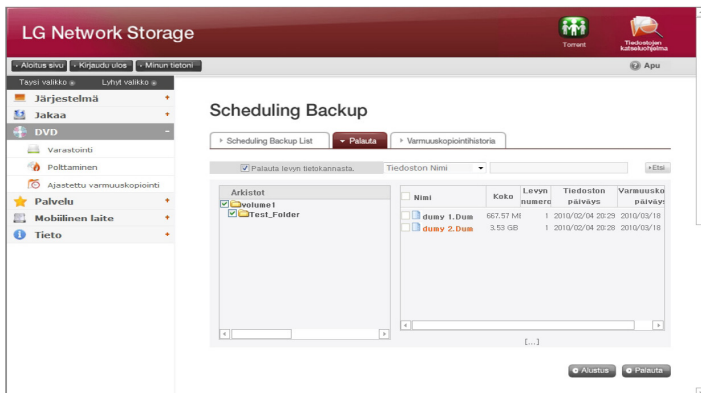 LG Network Storage
Torrent
Tiedostojen katseluohjelma
Aloitus sivu Kirjaudu ulos Minun tietoni
Apu
Täysi valikko Lyhyt valikko
Järjestelmä +
Jakaa +
DVD -
Varastointi
Polttaminen
Ajastettu varmuuskopiointi
Palvelu +
Mobiilinen laite +
Tieto +
Scheduling Backup
Scheduling Backup List Palauta Varmuuskopiointihistoria
Palauta levyn tietokannasta. Tiedoston Nimi Etsi
Arkistot
volume1
Test_Folder
Nimi Koko Levyn numero Tiedoston päiväys Varmuusko päiväys
dumy 1.Dum 667.57 MB 1 2010/02/04 20:29 2010/03/18
dumy 2.Dum 3.53 GB 1 2010/02/04 20:28 2010/03/18
[...]
Alustus Palauta